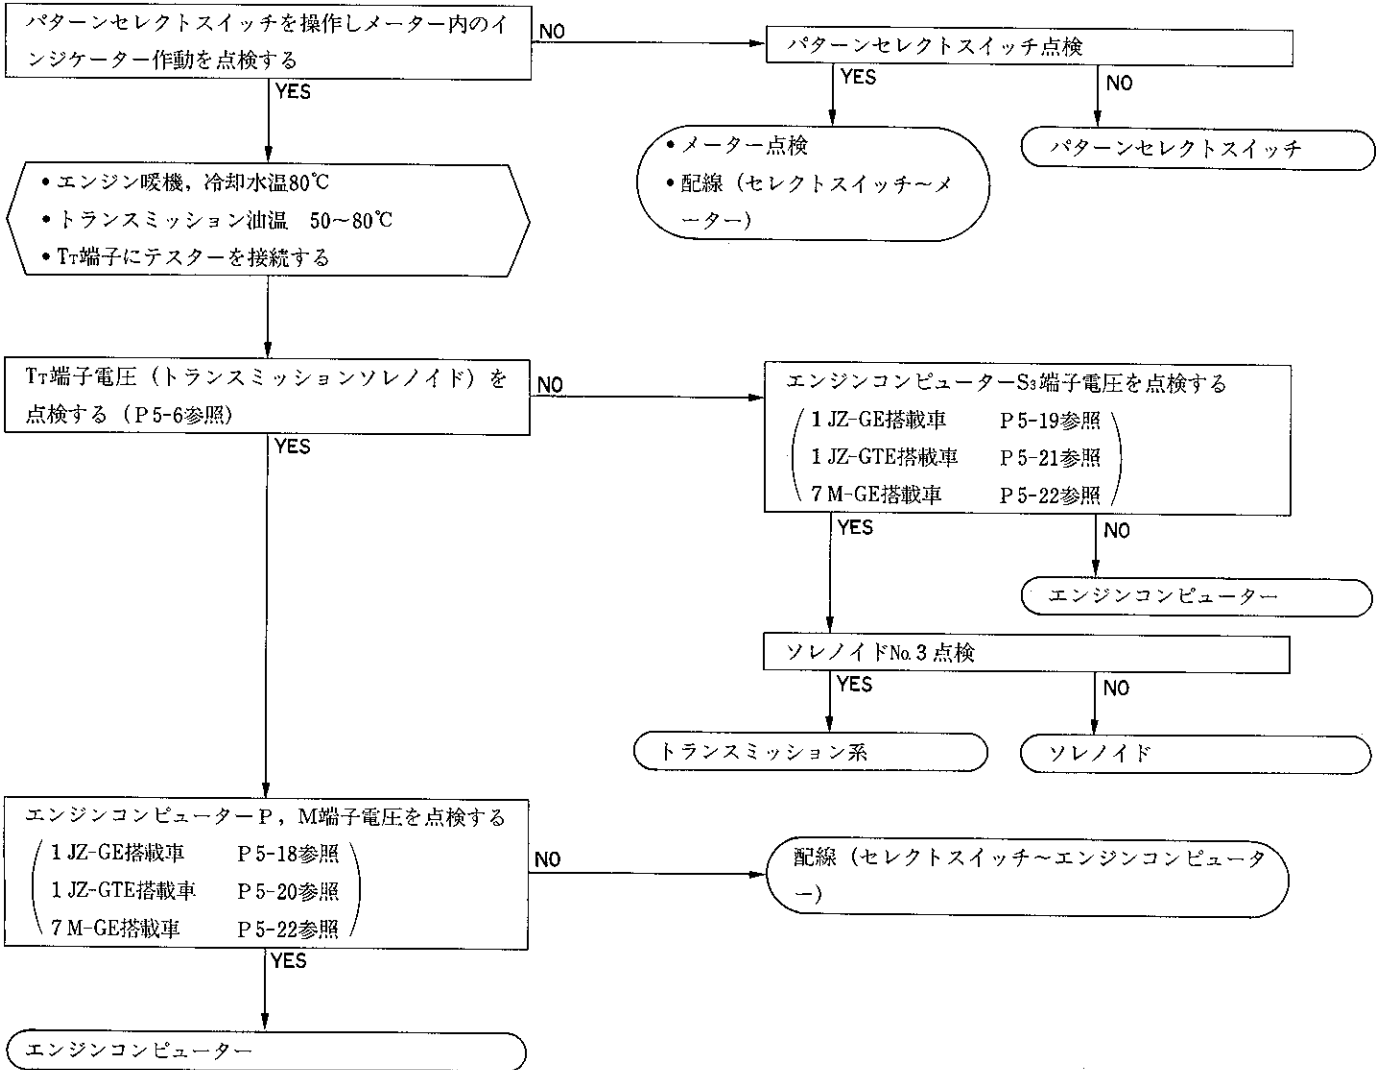 パターンセレクトスイッチを操作しメーター内のイ
ンジケーター作動を点検する
NO
パターンセレクトスイッチ点検
YES
YES
NO
• メーター点検
• 配線（セレクトスイッチ～メ
ーター）
パターンセレクトスイッチ
• エンジン暖機，冷却水温80℃
• トランスミッション油温 50～80℃
• TT端子にテスターを接続する
TT端子電圧（トランスミッションソレノイド）を
点検する（P 5-6参照）
NO
エンジンコンピューターS3端子電圧を点検する
1 JZ-GE搭載車 P 5-19参照
1 JZ-GTE搭載車 P 5-21参照
7 M-GE搭載車 P 5-22参照
YES
YES
NO
エンジンコンピューター
ソレノイドNo.3 点検
YES
NO
トランスミッション系
ソレノイド
エンジンコンピューターP，M端子電圧を点検する
1 JZ-GE搭載車 P 5-18参照
1 JZ-GTE搭載車 P 5-20参照
7 M-GE搭載車 P 5-22参照
NO
配線（セレクトスイッチ～エンジンコンピュータ
ー）
YES
エンジンコンピューター